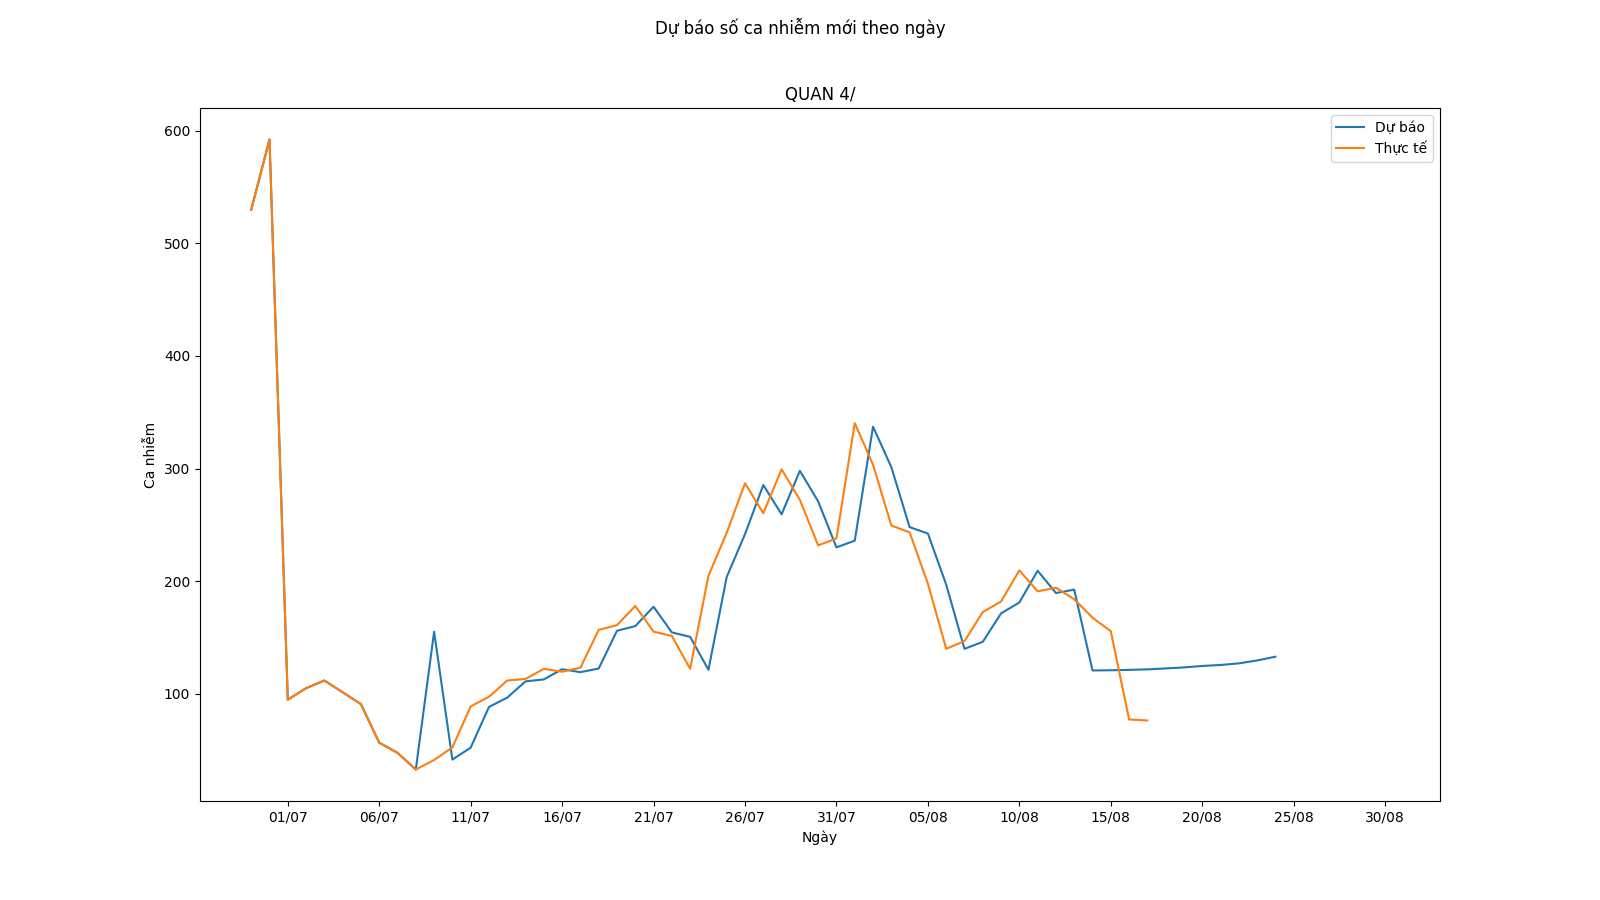 Dự báo số ca nhiễm mới theo ngày
QUAN 4/
Dự báo
Thực tế
600
500
400
300
200
100
Ca nhiễm
01/07 06/07 11/07 16/07 21/07 26/07 31/07 05/08 10/08 15/08 20/08 25/08 30/08
Ngày